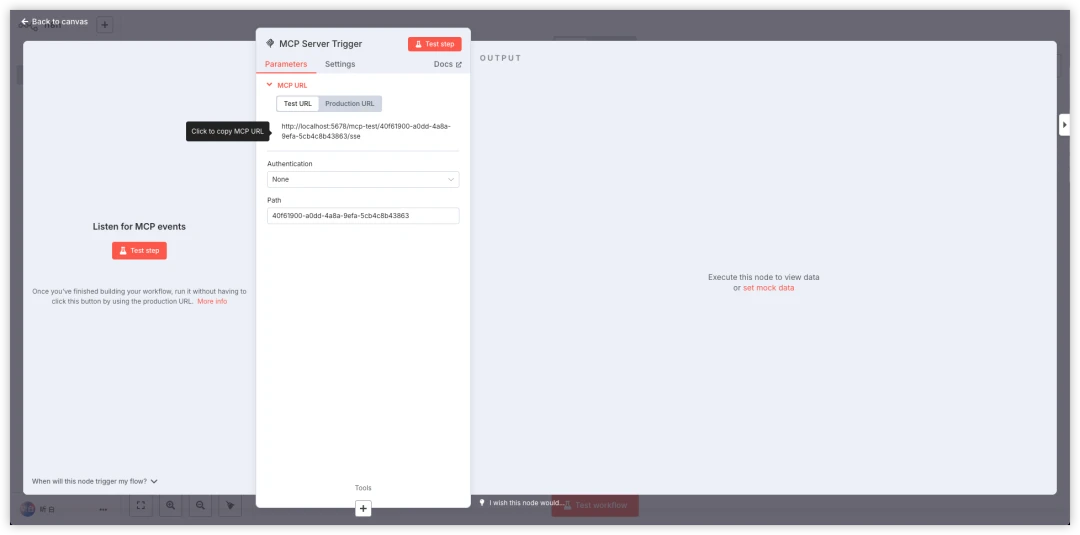 Back to canvas
MCP Server Trigger
Test step
Parameters
Settings
Docs
MCP URL
Test URL
Production URL
Click to copy MCP URL
http://localhost:5678/mcp-test/40f61900-a0dd-4a8a-
9efa-5cb4c8b43863/sse
Authentication
None
Path
40f61900-a0dd-4a8a-9efa-5cb4c8b43863
Tools
Listen for MCP events
Test step
Once you've finished building your workflow, run it without having to
click this button by using the production URL. More info
When will this node trigger my flow?
OUTPUT
Execute this node to view data
or set mock data
I wish this node would...
Test workflow